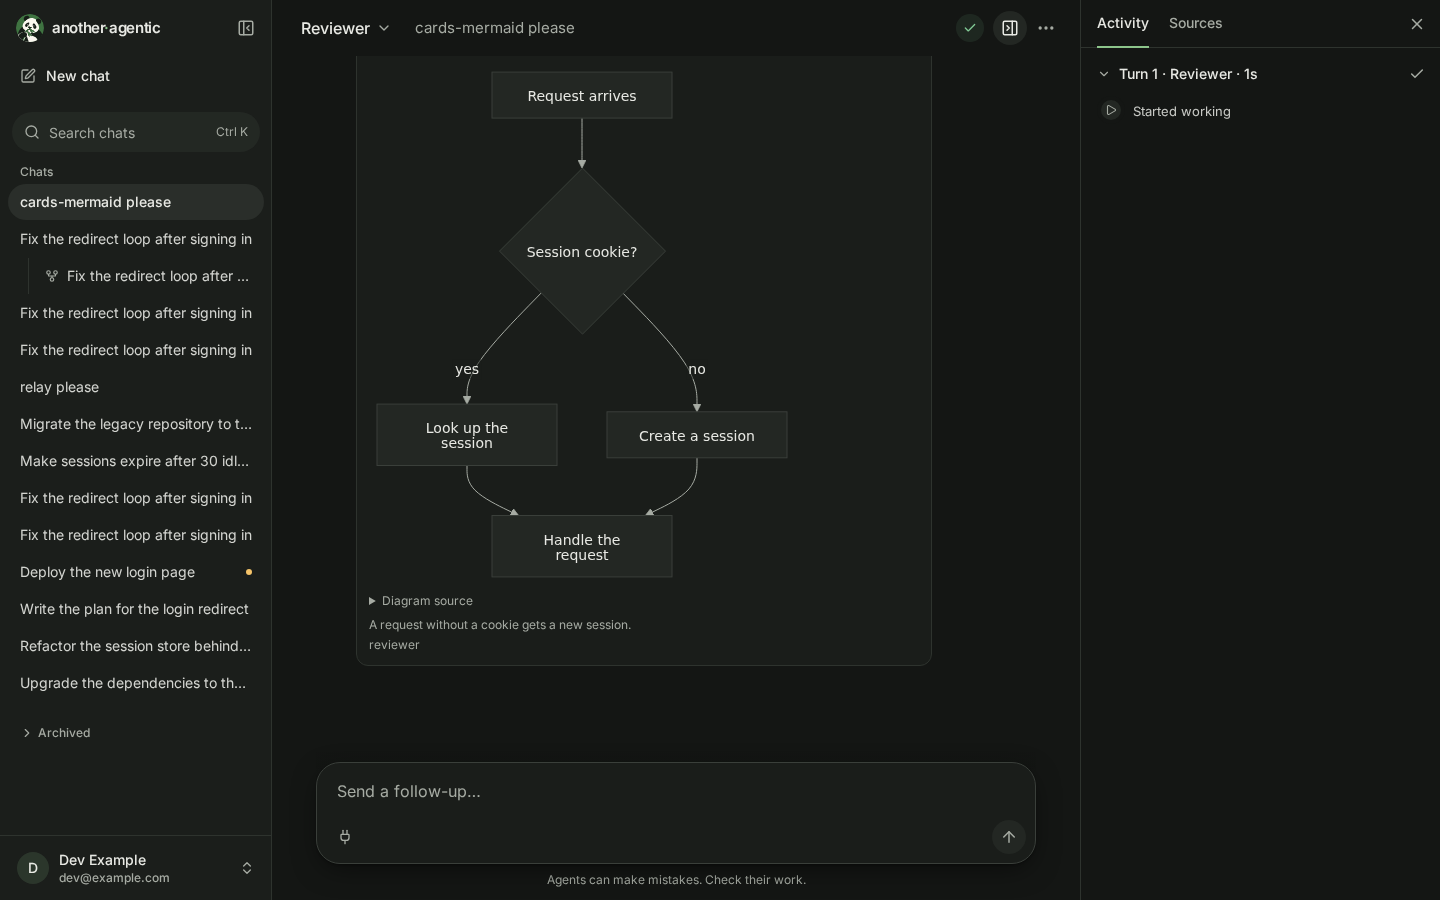 another-agentic
New chat
Search chats
Ctrl K
Chats
cards-mermaid please
Fix the redirect loop after signing in
Fix the redirect loop after ...
Fix the redirect loop after signing in
Fix the redirect loop after signing in
relay please
Migrate the legacy repository to t...
Make sessions expire after 30 idl...
Fix the redirect loop after signing in
Fix the redirect loop after signing in
Deploy the new login page
Write the plan for the login redirect
Refactor the session store behind...
Upgrade the dependencies to th...
Archived
D
Dev Example
dev@example.com
Reviewer
cards-mermaid please
Request arrives
Session cookie?
yes
no
Look up the
session
Create a session
Handle the
request
Diagram source
A request without a cookie gets a new session.
reviewer
Send a follow-up...
Agents can make mistakes. Check their work.
Activity
Sources
Turn 1 · Reviewer · 1s
Started working